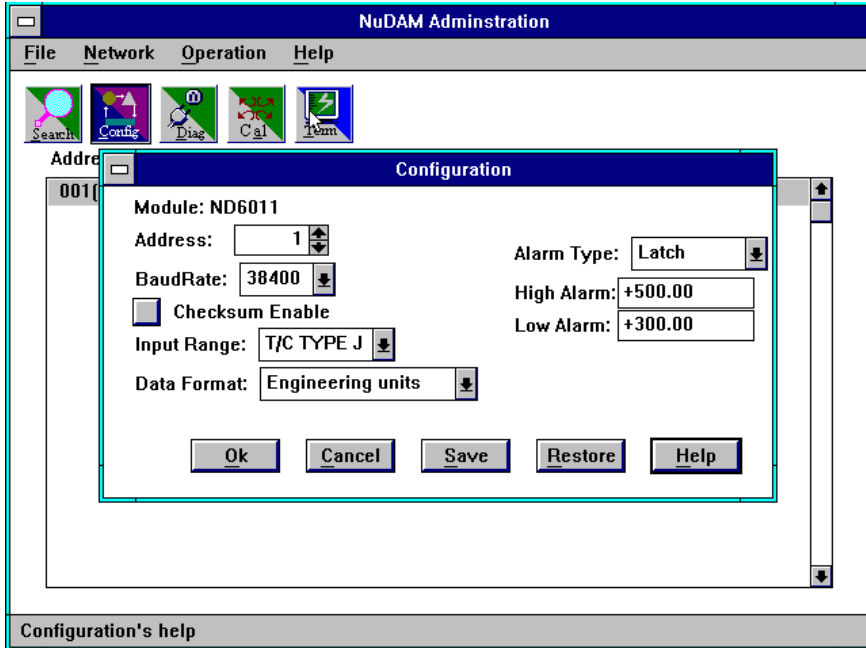 NuDAM Adminstration
File Network Operation Help
Search Config Diag Cal Term
Addre
001(
Configuration
Module: ND6011
Address: 1
BaudRate: 38400
Checksum Enable
Input Range: T/C TYPE J
Data Format: Engineering units
Alarm Type: Latch
High Alarm: +500.00
Low Alarm: +300.00
Ok Cancel Save Restore Help
Configuration's help